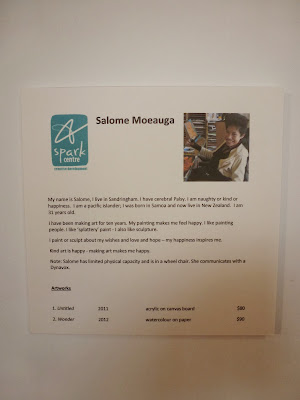 Salome Moeauga
spark
centre
creative development
My name is Salome, I live in Sandringham. I have cerebral Palsy. I am naughty or kind or
happiness. I am a pacific islander; I was born in Samoa and now live in New Zealand. I am
31 years old.
I have been making art for ten years. My painting makes me feel happy. I like painting
people. I like 'splattery' paint - I also like sculpture.
I paint or sculpt about my wishes and love and hope – my happiness inspires me.
Kind art is happy - making art makes me happy.
Note: Salome has limited physical capacity and is in a wheel chair. She communicates with a
Dynavox.
Artworks
1. Untitled 2011 acrylic on canvas board $80
2. Wonder 2012 watercolour on paper $90